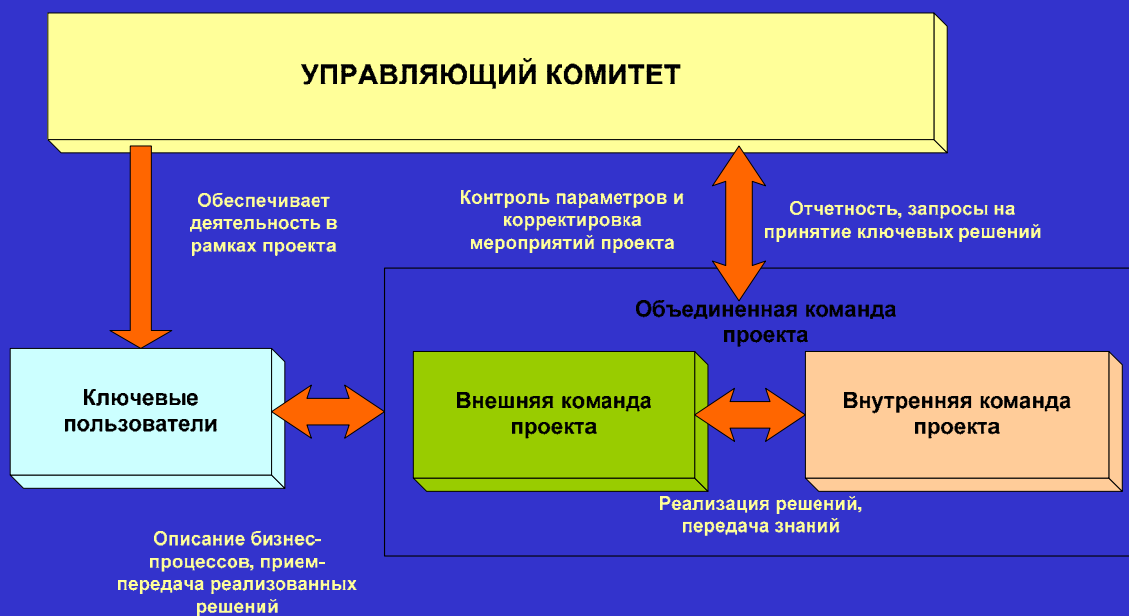 УПРАВЛЯЮЩИЙ КОМИТЕТ
Обеспечивает
деятельность в
рамках проекта
Контроль параметров и
корректировка
мероприятий проекта
Отчетность, запросы на
принятие ключевых решений
Объединенная команда
проекта
Ключевые
пользователи
Внешняя команда
проекта
Внутренняя команда
проекта
Реализация решений,
передача знаний
Описание бизнес-
процессов, прием-
передача реализованных
решений